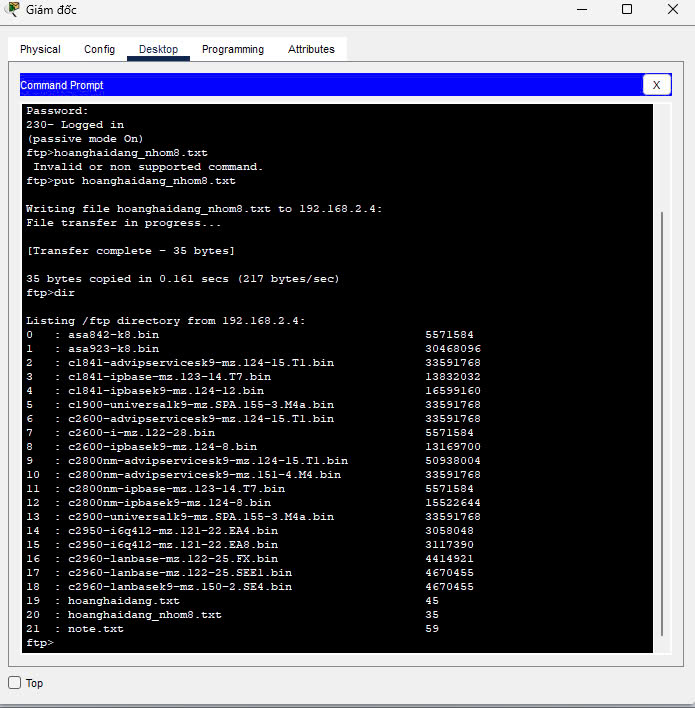 Giám đốc
Physical Config Desktop Programming Attributes
Command Prompt X
Password:
230- Logged in
(passive mode On)
ftp>hoanghaidang_nhom8.txt
 Invalid or non supported command.
ftp>put hoanghaidang_nhom8.txt

Writing file hoanghaidang_nhom8.txt to 192.168.2.4:
File transfer in progress...

[Transfer complete - 35 bytes]

35 bytes copied in 0.161 secs (217 bytes/sec)
ftp>dir

Listing /ftp directory from 192.168.2.4:
0 : asa842-k8.bin 5571584
1 : asa923-k8.bin 30468096
2 : c1841-advipservicesk9-mz.124-15.T1.bin 33591768
3 : c1841-ipbase-mz.123-14.T7.bin 13832032
4 : c1841-ipbasek9-mz.124-12.bin 16599160
5 : c1900-universalk9-mz.SPA.155-3.M4a.bin 33591768
6 : c2600-advipservicesk9-mz.124-15.T1.bin 33591768
7 : c2600-i-mz.122-28.bin 5571584
8 : c2600-ipbasek9-mz.124-8.bin 13169700
9 : c2800nm-advipservicesk9-mz.124-15.T1.bin 50938004
10 : c2800nm-advipservicesk9-mz.151-4.M4.bin 33591768
11 : c2800nm-ipbase-mz.123-14.T7.bin 5571584
12 : c2800nm-ipbasek9-mz.124-8.bin 15522644
13 : c2900-universalk9-mz.SPA.155-3.M4a.bin 33591768
14 : c2950-i6q4l2-mz.121-22.EA4.bin 3058048
15 : c2950-i6q4l2-mz.121-22.EA8.bin 3117390
16 : c2960-lanbase-mz.122-25.FX.bin 4414921
17 : c2960-lanbase-mz.122-25.SEE1.bin 4670455
18 : c2960-lanbasek9-mz.150-2.SE4.bin 4670455
19 : hoanghaidang.txt 45
20 : hoanghaidang_nhom8.txt 35
21 : note.txt 59
ftp>
Top